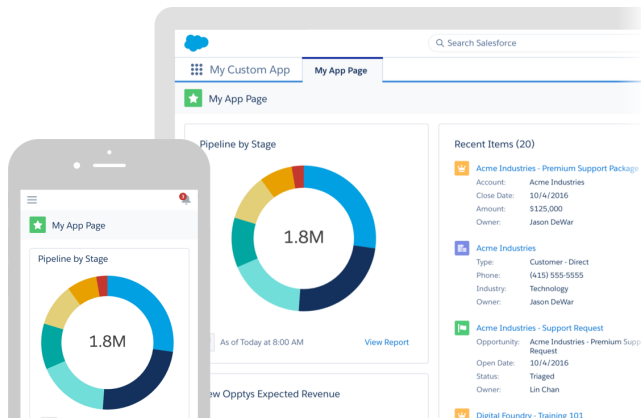 Search Salesforce
My Custom App
My App Page
My App Page
Pipeline by Stage
1.8M
As of Today at 8:00 AM
View Report
ew Opptys Expected Revenue
Recent Items (20)
Acme Industries - Premium Support Package
Account: Acme Industries
Close Date: 10/4/2016
Amount: $125,000
Owner: Jason DeWar
Acme Industries
Type: Customer - Direct
Phone: (415) 555-5555
Industry: Technology
Owner: Jason DeWar
Acme Industries - Support Request
Opportunity: Acme Industries - Premium Supp
Request
Open Date: 10/4/2016
Status: Triaged
Owner: Lin Chan
Digital Foundry - Training 101
2
My App Page
Pipeline by Stage
1.8M